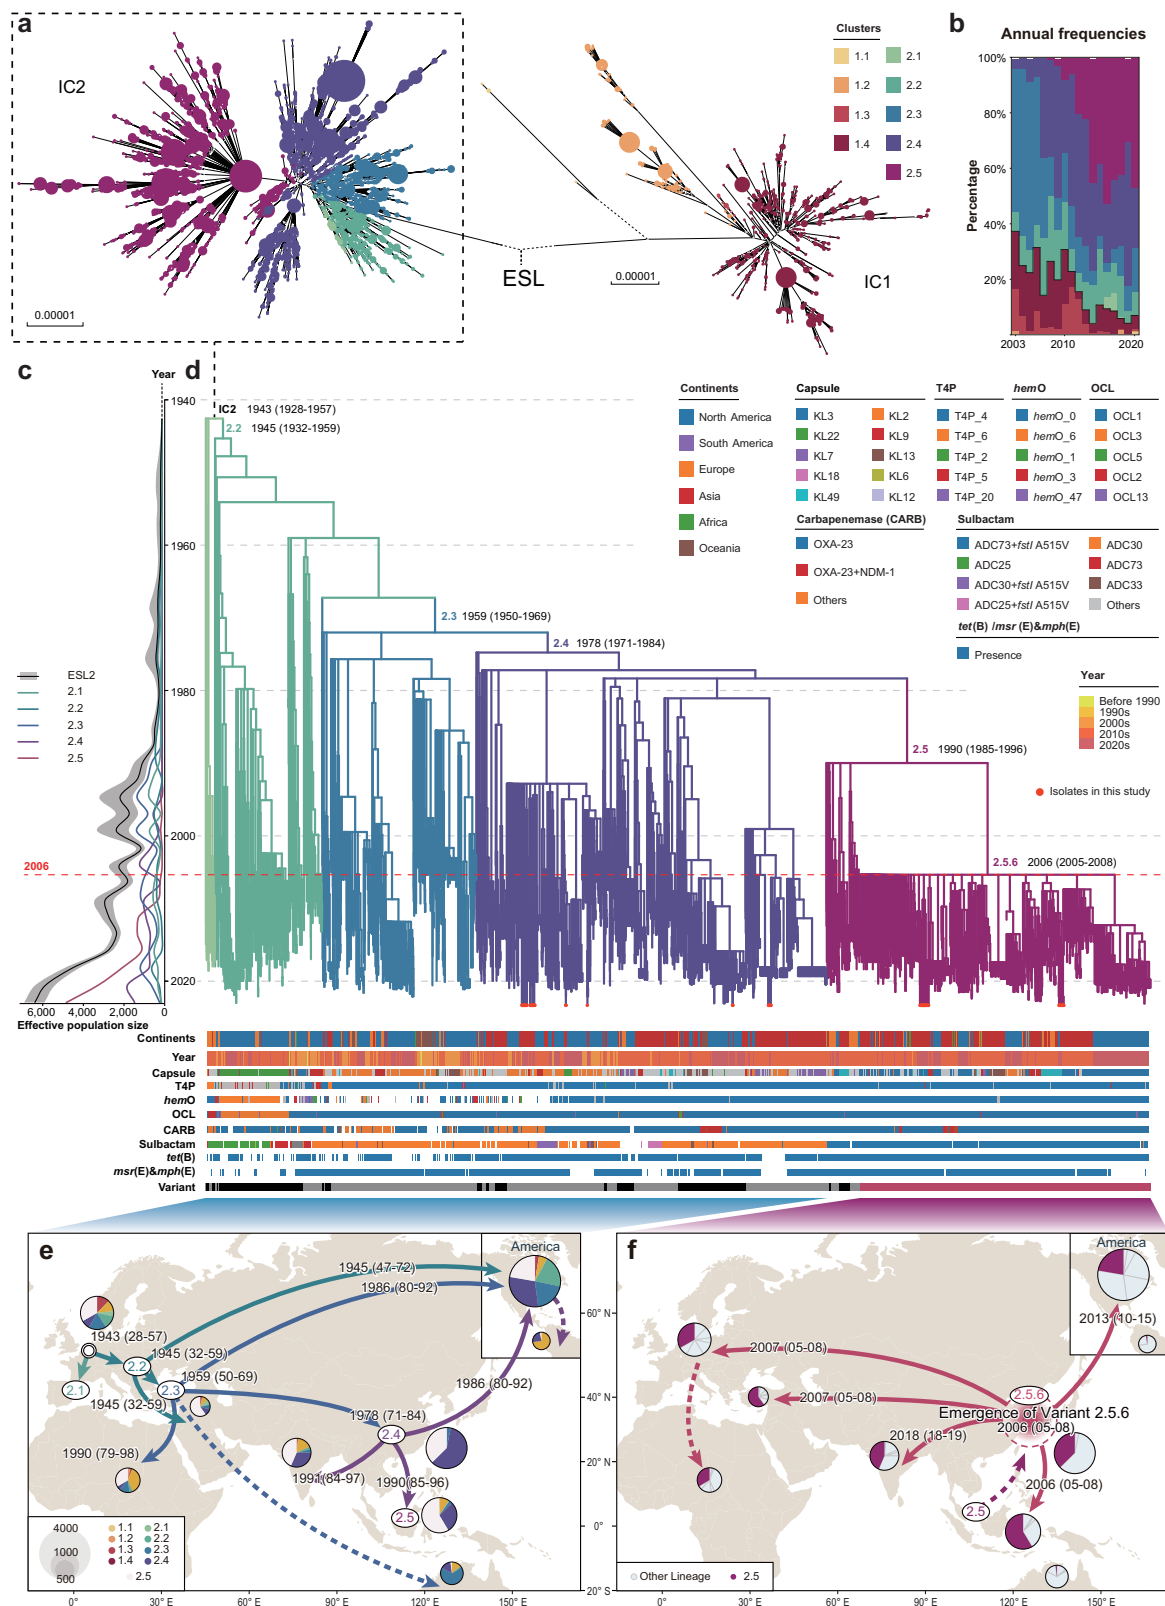 a
IC2
0.00001
ESL
0.00001
IC1
Clusters
1.1
2.1
1.2
2.2
1.3
2.3
1.4
2.4
2.5
b
Annual frequencies
100%
80%
60%
40%
20%
Percentage
2003
2010
2020
c
Year
1940
1960
1980
2000
2020
ESL2
2.1
2.2
2.3
2.4
2.5
2006
6,000
4,000
2,000
0
Effective population size
d
IC2 1943 (1928-1957)
2.2 1945 (1932-1959)
2.3 1959 (1950-1969)
2.4 1978 (1971-1984)
2.5 1990 (1985-1996)
2.5.6 2006 (2005-2008)
Continents
North America
South America
Europe
Asia
Africa
Oceania
Capsule
KL3
KL2
KL22
KL9
KL7
KL13
KL18
KL6
KL49
KL12
T4P
T4P_4
T4P_6
T4P_2
T4P_5
T4P_20
hemO
hemO_0
hemO_6
hemO_1
hemO_3
hemO_47
OCL
OCL1
OCL3
OCL5
OCL2
OCL13
Carbapenemase (CARB)
OXA-23
OXA-23+NDM-1
Others
Sulbactam
ADC73+fstI A515V
ADC30
ADC25
ADC73
ADC30+fstI A515V
ADC33
ADC25+fstI A515V
Others
tet(B) /msr (E)&mph(E)
Presence
Year
Before 1990
1990s
2000s
2010s
2020s
Isolates in this study
Continents
Year
Capsule
T4P
hemO
OCL
CARB
Sulbactam
tet(B)
msr(E)&mph(E)
Variant
e
America
1945 (47-72)
1986 (80-92)
1943 (28-57)
1945 (32-59)
2.2
1959 (50-69)
2.1
2.3
1945 (32-59)
1978 (71-84)
2.4
1986 (80-92)
1990 (79-98)
1991(84-97)
1990(85-96)
2.5
4000
1000
500
1.1
2.1
1.2
2.2
1.3
2.3
1.4
2.4
2.5
0°
30° E
60° E
90° E
120° E
150° E
60° N
40° N
20° N
0°
20° S
f
America
2013 (10-15)
2007 (05-08)
2007 (05-08)
2.5.6
Emergence of Variant 2.5.6
2006 (05-08)
2018 (18-19)
2006 (05-08)
2.5
Other Lineage
2.5
0°
30° E
60° E
90° E
120° E
150° E